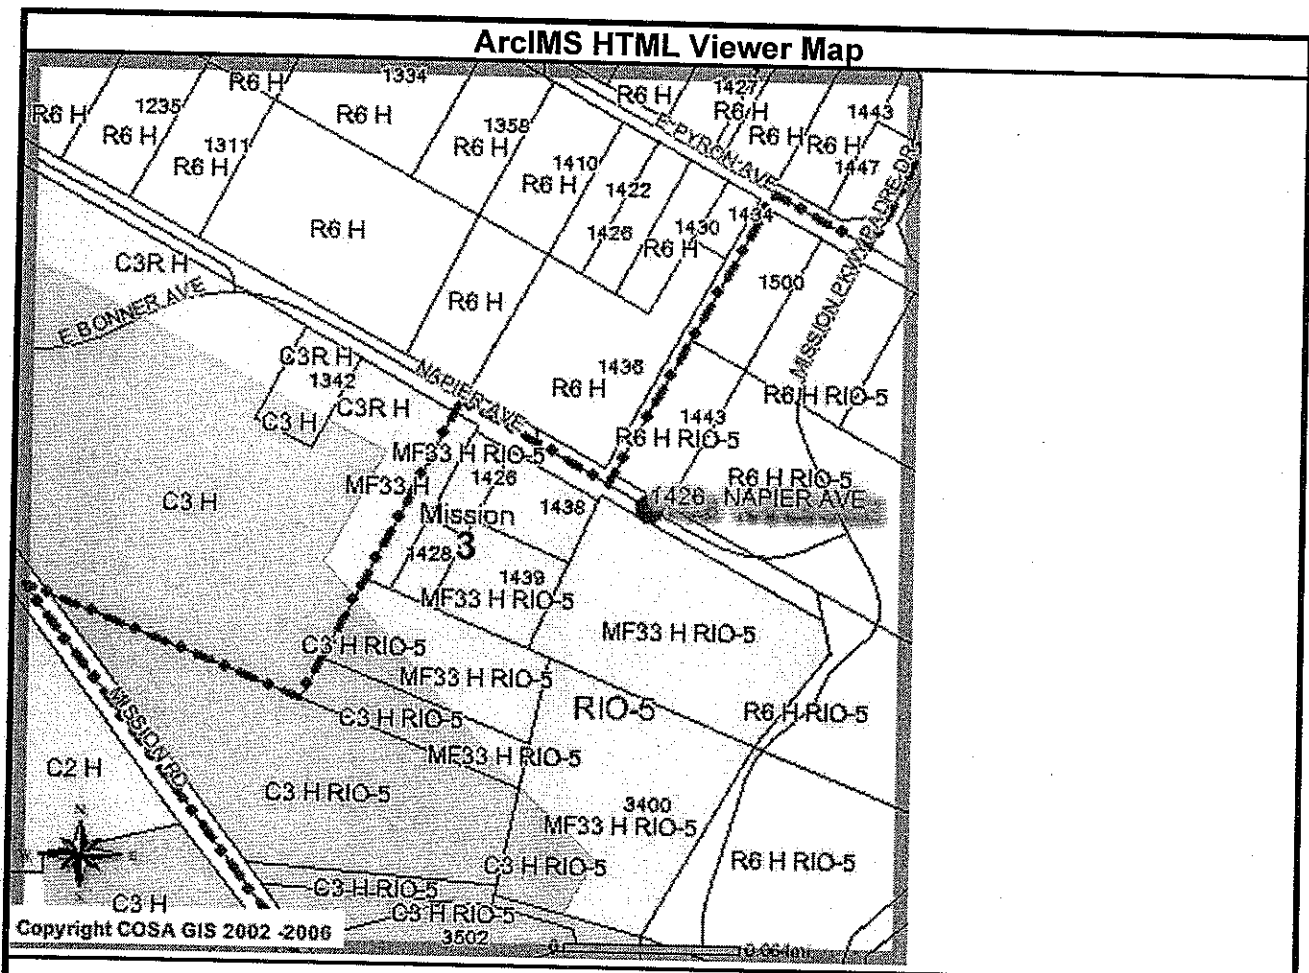 ArcIMS HTML Viewer Map
R6 H
1334
R6 H
1427
R6 H
1235
R6 H
R6 H
1443
R6 H
1358
R6 H
E PYRON AVE
R6 H
R6 H
1311
R6 H
1410
R6 H
1422
1447
PADRE DR
R6 H
1426
1430
R6 H
1434
MISSION PKWY
1500
C3R H
E BONNER AVE
R6 H
C3R H
1342
C3R H
C3 H
NAPIER AVE
1436
R6 H
R6 H RIO-5
1443
R6 H RIO-5
MF33 H RIO-5
1426
R6 H RIO-5
C3 H
MF33 H
1426 NAPIER AVE
Mission
1438
3
1428
1439
MF33 H RIO-5
MF33 H RIO-5
C3 H RIO-5
MF33 H RIO-5
RIO-5
C3 H RIO-5
R6 H RIO-5
MISSION RD
MF33 H RIO-5
C2 H
C3 H RIO-5
3400
MF33 H RIO-5
N
E
C3 H RIO-5
R6 H RIO-5
C3 H RIO-5
C3 H
C3 H RIO-5
Copyright COSA GIS 2002 -2006
3502
0
0.064mi